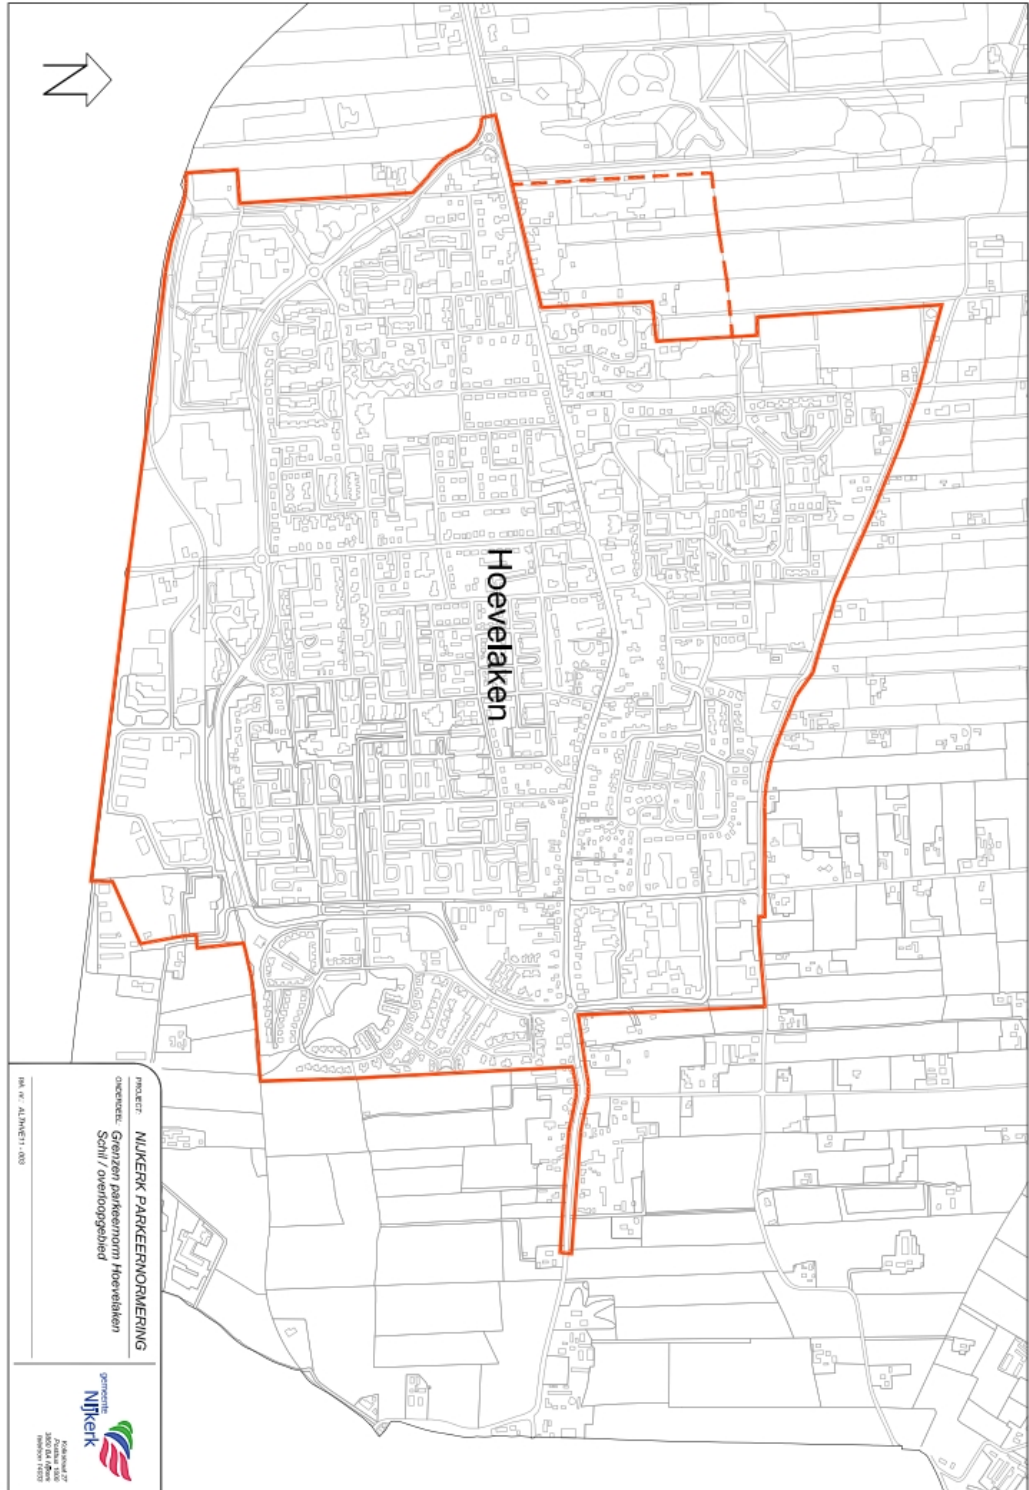 N
Hoevelaken
PROJECT: NIJKERK PARKEERNORMERING
ONDERDEEL: Grenzen parkeernorm Hoevelaken
Schil / overloopgebied
gemeente
Nijkerk